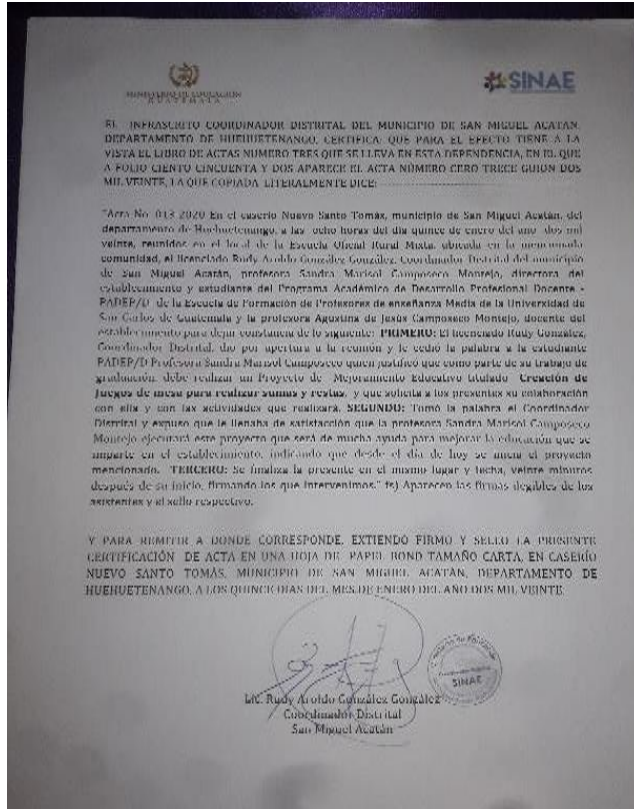 MINISTERIO DE EDUCACIÓN
GUATEMALA
SINAE
EL INFRASCRITO COORDINADOR DISTRITAL DEL MUNICIPIO DE SAN MIGUEL ACATÁN,
DEPARTAMENTO DE HUEHUETENANGO, CERTIFICA: QUE PARA EL EFECTO TIENE A LA
VISTA EL LIBRO DE ACTAS NUMERO TRES QUE SE LLEVA EN ESTA DEPENDENCIA, EN EL QUE
A FOLIO CIENTO CINCUENTA Y DOS APARECE EL ACTA NÚMERO CERO TRECE GUION DOS
MIL VEINTE, LA QUE COPIADA LITERALMENTE DICE:
"Acta No. 013-2020 En el caserío Nuevo Santo Tomás, municipio de San Miguel Acatán, del
departamento de Huehuetenango, a las ocho horas del día quince de enero del año dos mil
veinte, reunidos en el local de la Escuela Oficial Rural Mixta, ubicada en la mencionada
comunidad, el licenciado Rudy Aroldo González González, Coordinador Distrital del municipio
de San Miguel Acatán, profesora Sandra Marisol Camposeco Montejo, directora del
establecimiento y estudiante del Programa Académico de Desarrollo Profesional Docente -
PADEP/D de la Escuela de Formación de Profesores de enseñanza Media de la Universidad de
San Carlos de Guatemala y la profesora Agustina de Jesús Camposeco Montejo, docente del
establecimiento para dejar constancia de lo siguiente: PRIMERO: El licenciado Rudy González,
Coordinador Distrital, dio por apertura a la reunión y le cedió la palabra a la estudiante
PADEP/D Profesora Sandra Marisol Camposeco quien justificó que como parte de su trabajo de
graduación, debe realizar un Proyecto de Mejoramiento Educativo titulado Creación de
Juegos de mesa para realizar sumas y restas, y que solicita a los presentes su colaboración
con ella y con las actividades que realizará. SEGUNDO: Tomó la palabra el Coordinador
Distrital y expuso que le llenaba de satisfacción que la profesora Sandra Marisol Camposeco
Montejo ejecutará este proyecto que será de mucha ayuda para mejorar la educación que se
imparte en el establecimiento, indicando que desde el día de hoy se inicia el proyecto
mencionado. TERCERO: Se finaliza la presente en el mismo lugar y fecha, veinte minutos
después de su inicio, firmando los que intervenimos." fs) Aparecen las firmas ilegibles de los
asistentes y el sello respectivo.
Y PARA REMITIR A DONDE CORRESPONDE, EXTIENDO FIRMO Y SELLO LA PRESENTE
CERTIFICACIÓN DE ACTA EN UNA HOJA DE PAPEL BOND TAMAÑO CARTA, EN CASERÍO
NUEVO SANTO TOMÁS, MUNICIPIO DE SAN MIGUEL ACATÁN, DEPARTAMENTO DE
HUEHUETENANGO, A LOS QUINCE DIAS DEL MES DE ENERO DEL AÑO DOS MIL VEINTE
SINAE
Lic. Rudy Aroldo González González
Coordinador Distrital
San Miguel Acatán